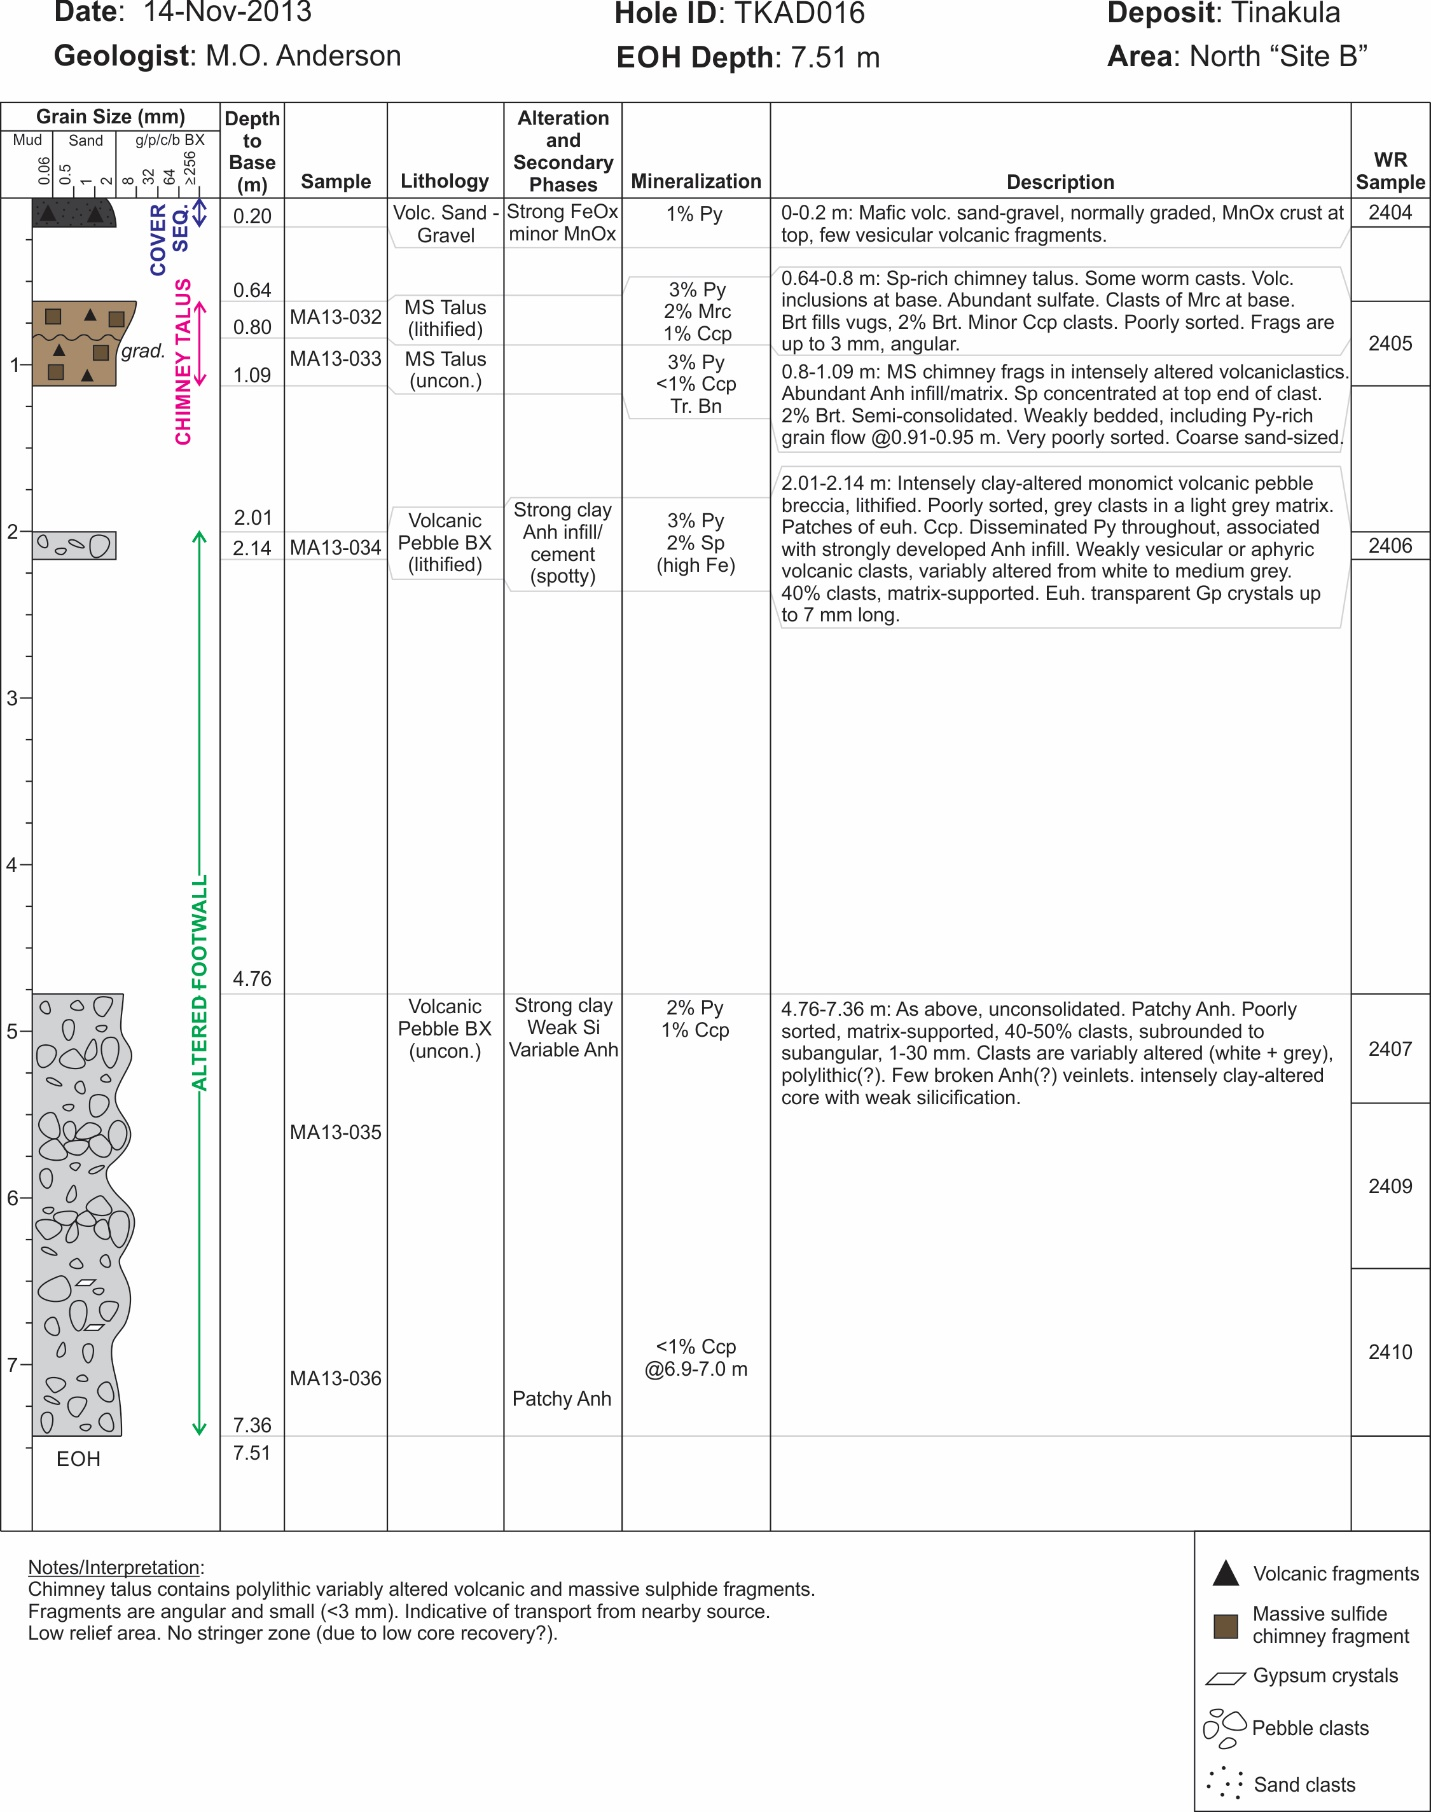 Date: 14-Nov-2013
Hole ID: TKAD016
Deposit: Tinakula
Geologist: M.O. Anderson
EOH Depth: 7.51 m
Area: North “Site B”
Grain Size (mm)
Mud
Sand
g/p/c/b BX
0.06
0.5
1
2
8
32
64
≥256
Depth
to
Base
(m)
Sample
Lithology
Alteration
and
Secondary
Phases
Mineralization
Description
WR
Sample
COVER
SEQ.
0.20
Volc. Sand -
Gravel
Strong FeOx
minor MnOx
1% Py
0-0.2 m: Mafic volc. sand-gravel, normally graded, MnOx crust at
top, few vesicular volcanic fragments.
2404
CHIMNEY TALUS
0.64
0.80
MA13-032
MS Talus
(lithified)
3% Py
2% Mrc
1% Ccp
0.64-0.8 m: Sp-rich chimney talus. Some worm casts. Volc.
inclusions at base. Abundant sulfate. Clasts of Mrc at base.
Brt fills vugs, 2% Brt. Minor Ccp clasts. Poorly sorted. Frags are
up to 3 mm, angular.
2405
grad.
1
1.09
MA13-033
MS Talus
(uncon.)
3% Py
<1% Ccp
Tr. Bn
0.8-1.09 m: MS chimney frags in intensely altered volcaniclastics.
Abundant Anh infill/matrix. Sp concentrated at top end of clast.
2% Brt. Semi-consolidated. Weakly bedded, including Py-rich
grain flow @0.91-0.95 m. Very poorly sorted. Coarse sand-sized.
2
2.01
2.14
MA13-034
Volcanic
Pebble BX
(lithified)
Strong clay
Anh infill/
cement
(spotty)
3% Py
2% Sp
(high Fe)
2.01-2.14 m: Intensely clay-altered monomict volcanic pebble
breccia, lithified. Poorly sorted, grey clasts in a light grey matrix.
Patches of euh. Ccp. Disseminated Py throughout, associated
with strongly developed Anh infill. Weakly vesicular or aphyric
volcanic clasts, variably altered from white to medium grey.
40% clasts, matrix-supported. Euh. transparent Gp crystals up
to 7 mm long.
2406
3
4
ALTERED FOOTWALL
4.76
5
Volcanic
Pebble BX
(uncon.)
Strong clay
Weak Si
Variable Anh
2% Py
1% Ccp
4.76-7.36 m: As above, unconsolidated. Patchy Anh. Poorly
sorted, matrix-supported, 40-50% clasts, subrounded to
subangular, 1-30 mm. Clasts are variably altered (white + grey),
polylithic(?). Few broken Anh(?) veinlets. intensely clay-altered
core with weak silicification.
2407
MA13-035
6
2409
<1% Ccp
@6.9-7.0 m
2410
7
MA13-036
Patchy Anh
7.36
EOH
7.51
Notes/Interpretation:
Chimney talus contains polylithic variably altered volcanic and massive sulphide fragments.
Fragments are angular and small (<3 mm). Indicative of transport from nearby source.
Low relief area. No stringer zone (due to low core recovery?).
Volcanic fragments
Massive sulfide
chimney fragment
Gypsum crystals
Pebble clasts
Sand clasts